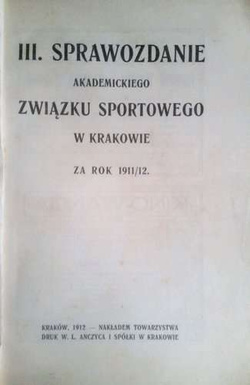 III. SPRAWOZDANIE
AKADEMICKIEGO
ZWIĄZKU SPORTOWEGO
W KRAKOWIE
ZA ROK 1911/12.
KRAKÓW, 1912 — NAKŁADEM TOWARZYSTWA
DRUK W. L. ANCZYCA I SPÓŁKI W KRAKOWIE